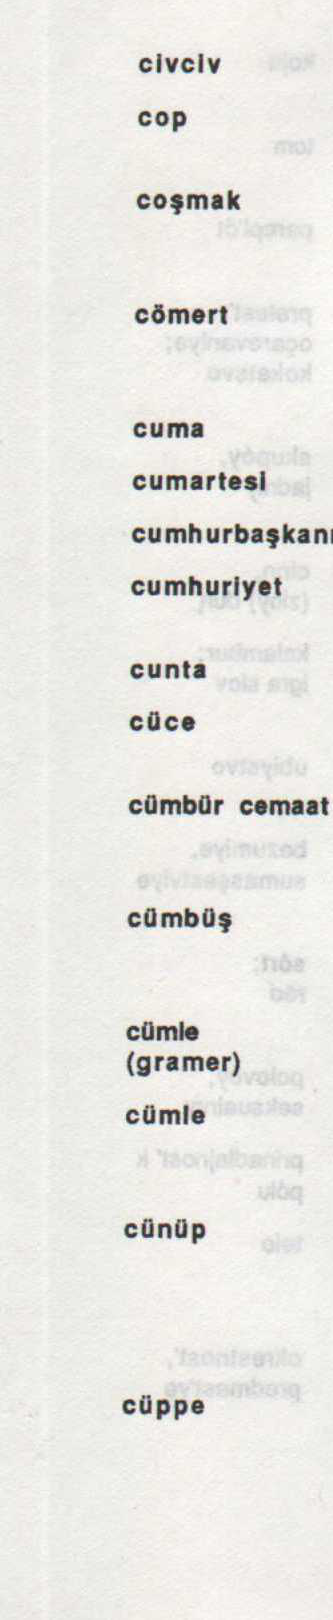 civciv
cop
coşmak
cömert
cuma
cumartesi
cumhurbaşkanı
cumhuriyet
cunta
cüce
cümbür cemaat
cümbüş
cümle
(gramer)
cümle
cünüp
cüppe